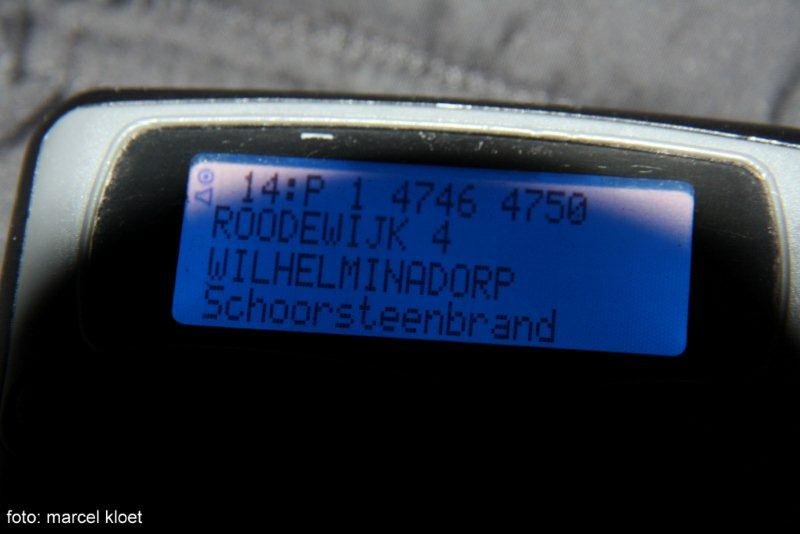 14:P 1 4746 4750
ROODEWIJK 4
WILHELMINADORP
Schoorsteenbrand
foto: marcel kloet